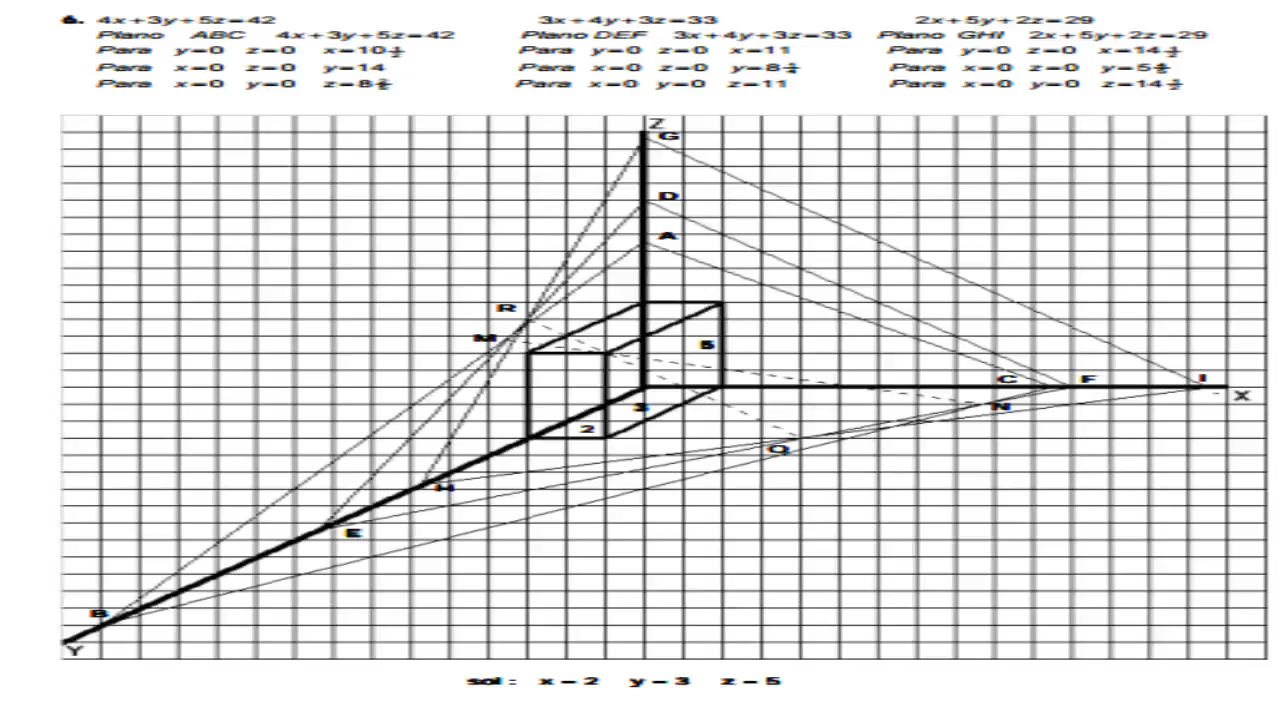 6. 4x+3y+5z=42 3x+4y+3z=33 2x+5y+2z=29
Plano ABC 4x+3y+5z=42 Plano DEF 3x+4y+3z=33 Plano GHI 2x+5y+2z=29
Para y=0 z=0 x=10½ Para y=0 z=0 x=11 Para y=0 z=0 x=14½
Para x=0 z=0 y=14 Para x=0 z=0 y=8¼ Para x=0 z=0 y=5⅘
Para x=0 y=0 z=8⅖ Para x=0 y=0 z=11 Para x=0 y=0 z=14½
Z
G
D
A
R
M
5
C F I
X
3
N
2
Q
H
E
B
Y
sol: x=2 y=3 z=5